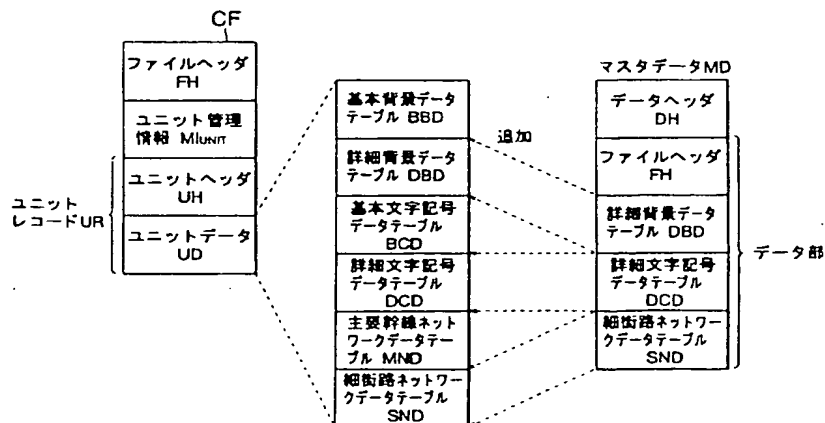 CF
ファイルヘッダ
FH
ユニット管理
情報 MIUNIT
ユニットヘッダ
UH
ユニットデータ
UD
ユニット
レコードUR
基本背景データ
テーブル BBD
詳細背景デー
タテーブル DBD
基本文字記号
データテーブル
BCD
詳細文字記号
データテーブル
DCD
主要幹線ネット
ワークデータテー
ブル MND
細街路ネットワー
クデータテーブル
SND
追加
マスタデータMD
データヘッダ
DH
ファイルヘッダ
FH
詳細背景デー
タテーブル DBD
詳細文字記号
データテーブル
DCD
細街路ネットワー
クデータテーブル
SND
データ部